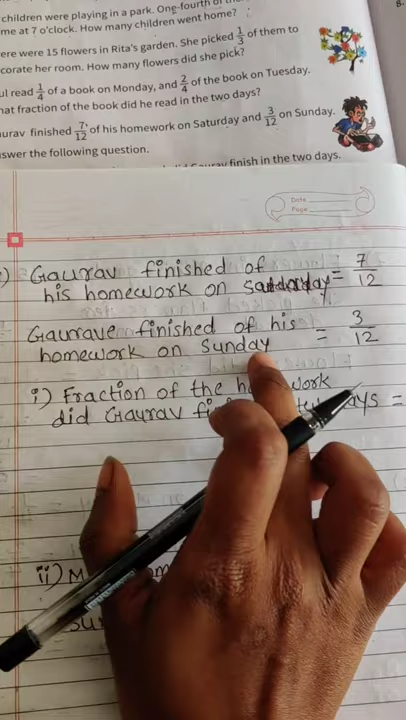 children were playing in a park. One-fourth of
me at 7 o'clock. How many children went home?
ere were 15 flowers in Rita's garden. She picked 1/3 of them to
corate her room. How many flowers did she pick?
ul read 1/4 of a book on Monday, and 2/4 of the book on Tuesday.
hat fraction of the book did he read in the two days?
urav finished 7/12 of his homework on Saturday and 3/12 on Sunday.
swer the following question.
Gaurav finish in the two days.
Date
Page
Gaurav finished of
his homework on Saturday = 7/12
Gaurave finished of his
homework on Sunday = 3/12
i) Fraction of the work
did Gaurav days =
ii)